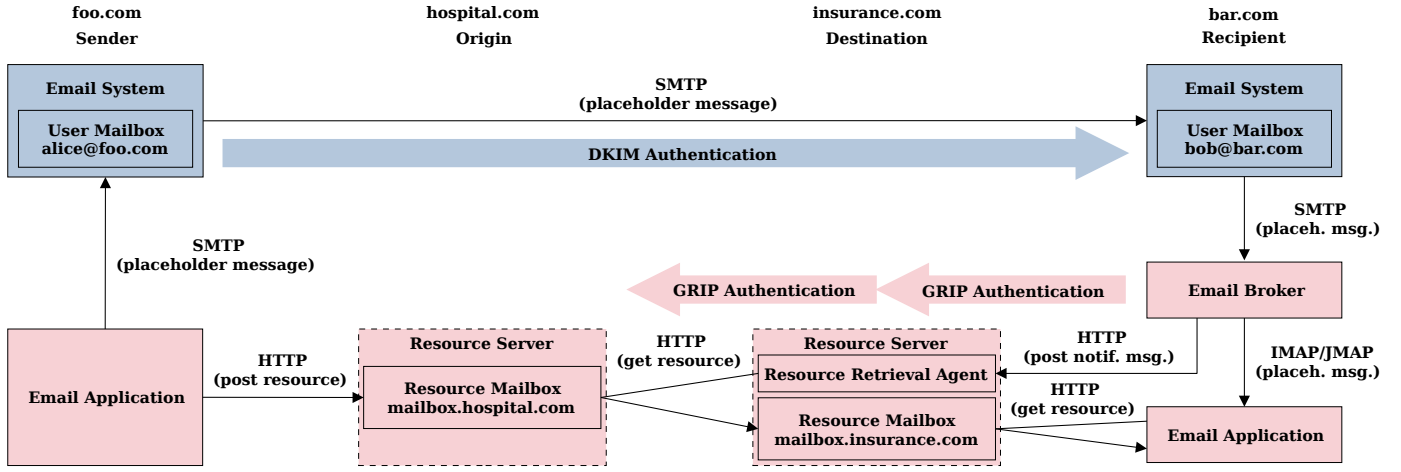 foo.com
Sender
hospital.com
Origin
insurance.com
Destination
bar.com
Recipient
Email System
User Mailbox
alice@foo.com
SMTP
(placeholder message)
DKIM Authentication
Email System
User Mailbox
bob@bar.com
SMTP
(placeholder message)
SMTP
(placeh. msg.)
GRIP Authentication
GRIP Authentication
Email Broker
Email Application
HTTP
(post resource)
Resource Server
Resource Mailbox
mailbox.hospital.com
HTTP
(get resource)
Resource Server
Resource Retrieval Agent
Resource Mailbox
mailbox.insurance.com
HTTP
(post notif. msg.)
HTTP
(get resource)
IMAP/JMAP
(placeh. msg.)
Email Application